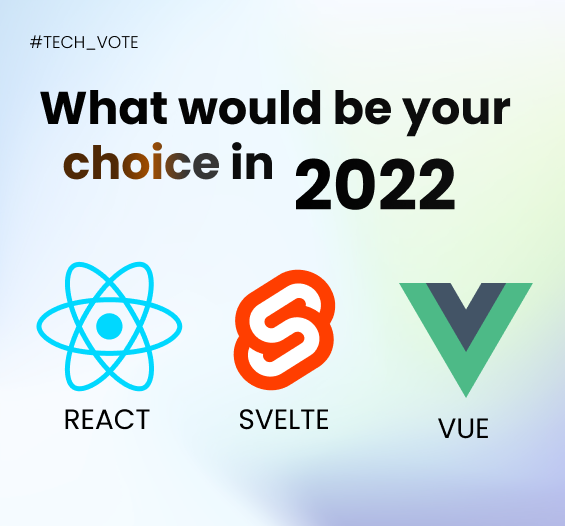 #TECH_VOTE
What would be your
choice in 2022
REACT
SVELTE
VUE